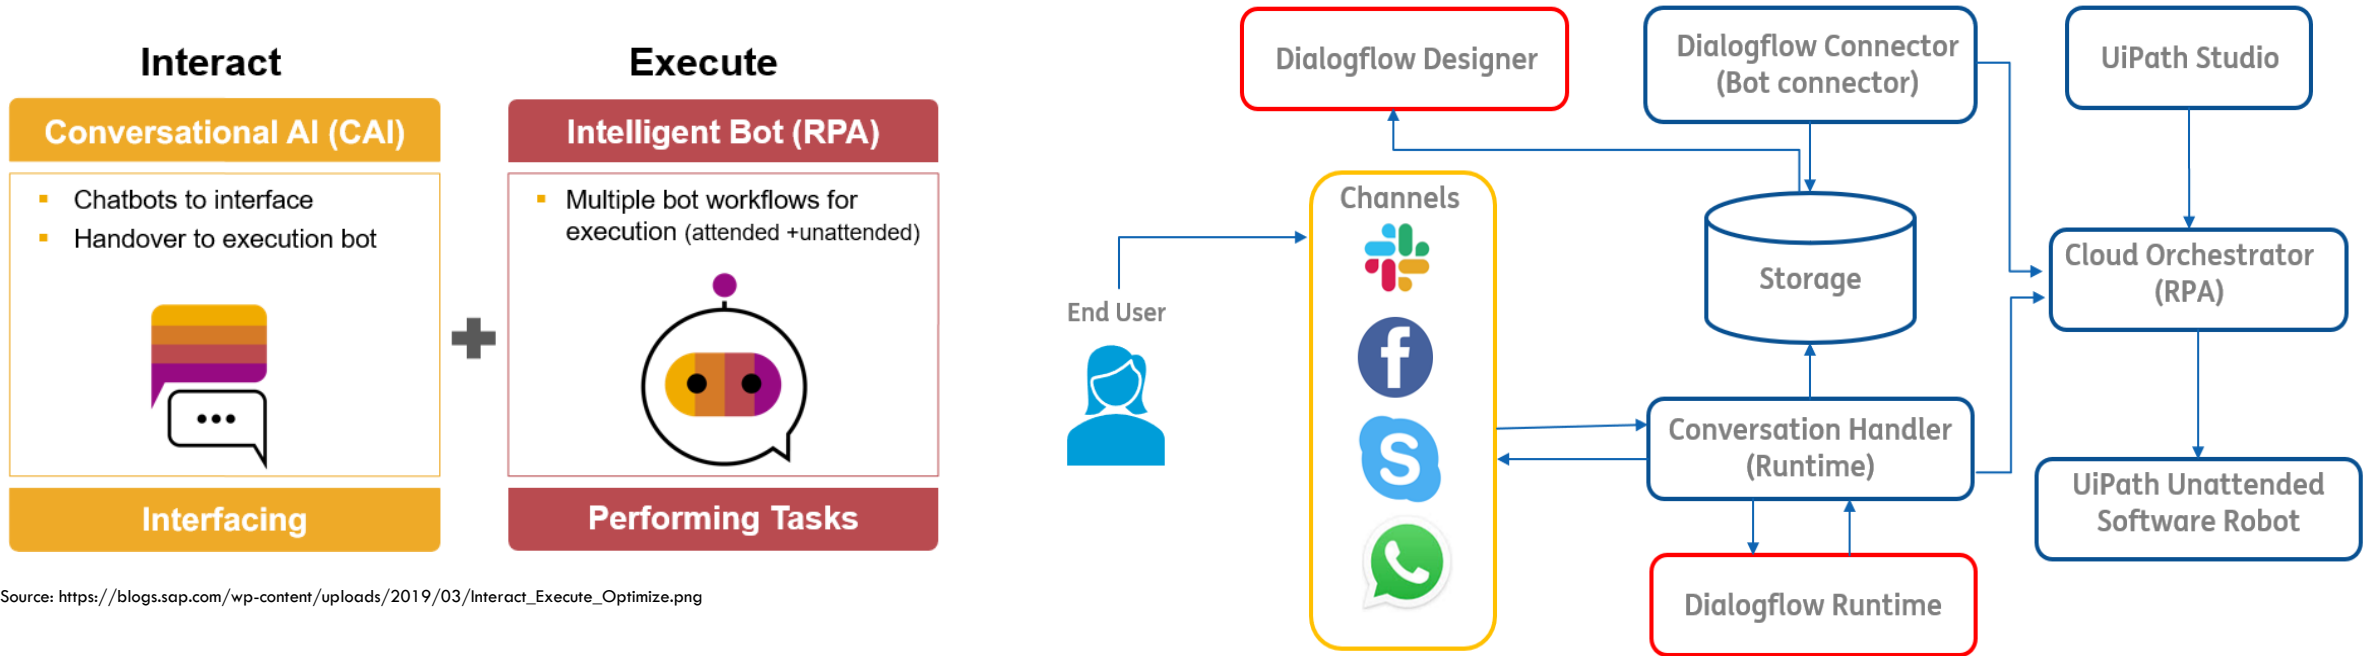 Interact
Conversational AI (CAI)
▪ Chatbots to interface
▪ Handover to execution bot
Interfacing
Execute
Intelligent Bot (RPA)
▪ Multiple bot workflows for
execution (attended +unattended)
Performing Tasks
Source: https://blogs.sap.com/wp-content/uploads/2019/03/Interact_Execute_Optimize.png
End User
Channels
Dialogflow Designer
Dialogflow Connector
(Bot connector)
Storage
Conversation Handler
(Runtime)
Dialogflow Runtime
UiPath Studio
Cloud Orchestrator
(RPA)
UiPath Unattended
Software Robot